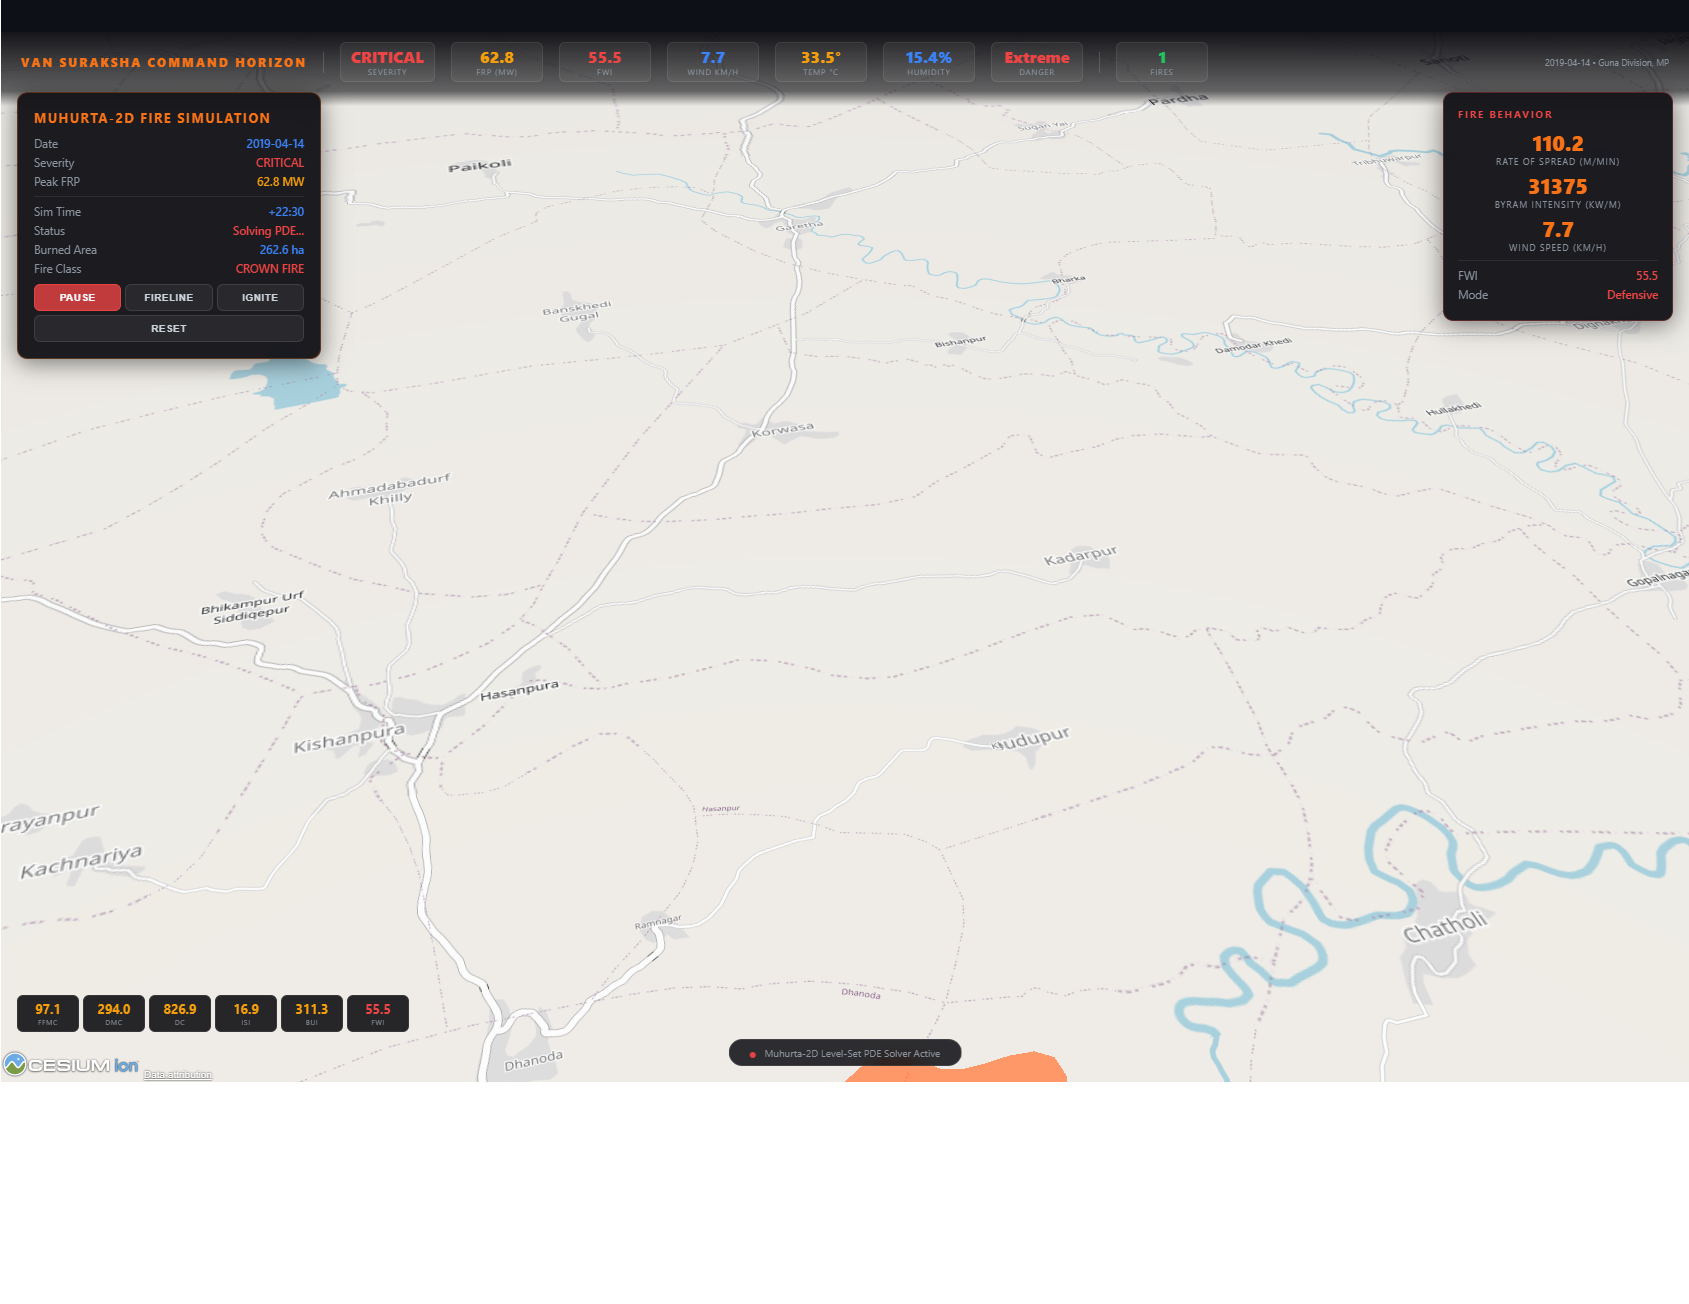 VAN SURAKSHA COMMAND HORIZON
CRITICAL
SEVERITY
62.8
FRP (MW)
55.5
FWI
7.7
WIND KM/H
33.5°
TEMP °C
15.4%
HUMIDITY
Extreme
DANGER
1
FIRES
2019-04-14 • Guna Division, MP
MUHURTA-2D FIRE SIMULATION
Date 2019-04-14
Severity CRITICAL
Peak FRP 62.8 MW
Sim Time +22:30
Status Solving PDE...
Burned Area 262.6 ha
Fire Class CROWN FIRE
PAUSE FIRELINE IGNITE
RESET
FIRE BEHAVIOR
110.2
RATE OF SPREAD (M/MIN)
31375
BYRAM INTENSITY (KW/M)
7.7
WIND SPEED (KM/H)
FWI 55.5
Mode Defensive
Pardha
Sugan Yai
Paikoli
Tribhuwanpur
Garetha
Bharka
Banskhedi
Gugal
Bishanpur
Damodar Khedi
Hullakhedi
Korwasa
Ahmadabadurf
Khilly
Kadarpur
Gopalnaga
Bhikampur Urf
Siddiqepur
Hasanpura
Kishanpura
Kudupur
Hasanpur
rayanpur
Kachnariya
Ramnagar
Chatholi
Dhanoda
Dhanoda
97.1
FFMC
294.0
DMC
826.9
DC
16.9
ISI
311.3
BUI
55.5
FWI
CESIUM ion
Data attribution
Muhurta-2D Level-Set PDE Solver Active